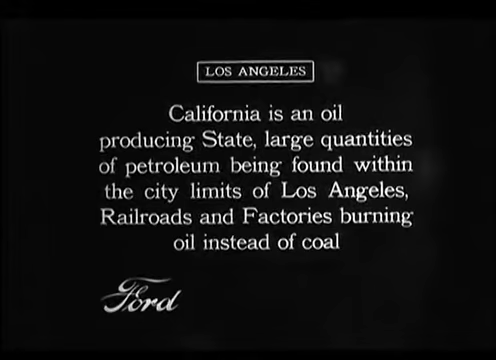 LOS ANGELES
California is an oil
producing State, large quantities
of petroleum being found within
the city limits of Los Angeles,
Railroads and Factories burning
oil instead of coal
Ford